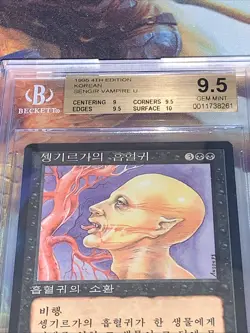 BECKETT
1995 4TH EDITION
KOREAN
SENGIR VAMPIRE U
CENTERING 9 CORNERS 9.5
EDGES 9.5 SURFACE 10
9.5
GEM MINT
0011738261
셍기르가의 흡혈귀 3
흡혈귀의 소환
비행
셍기르가의 흡혈귀가 한 생물에게